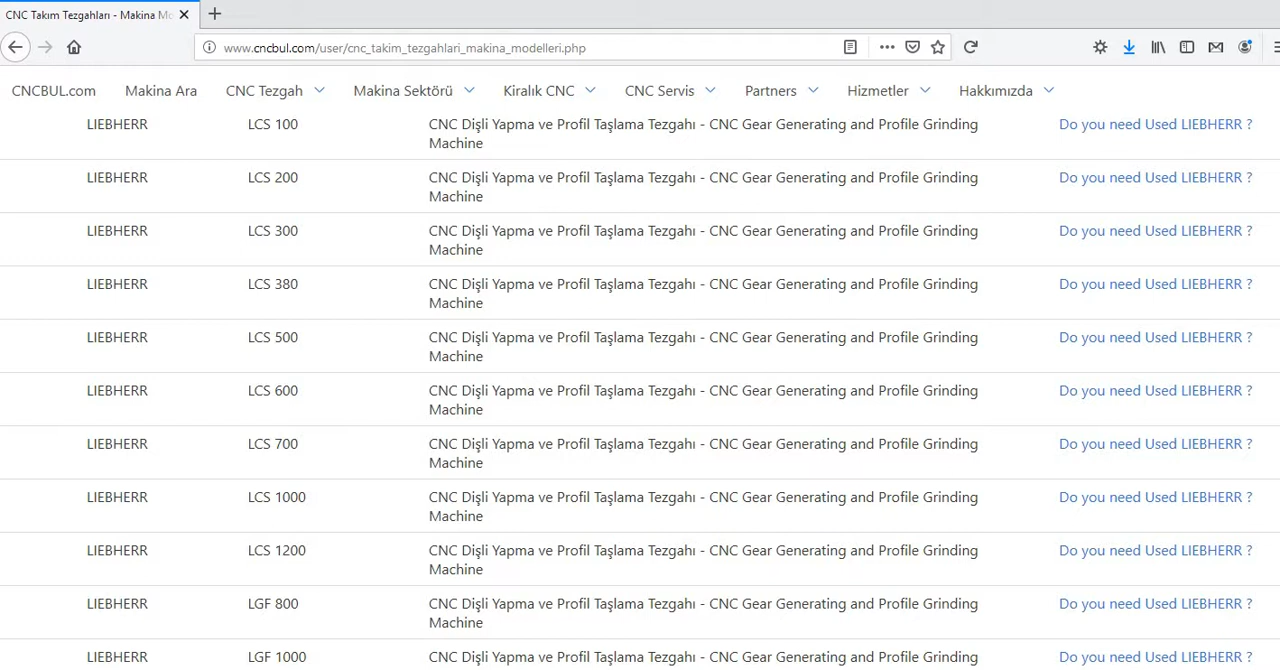 CNC Takım Tezgahları - Makina Mo
www.cncbul.com/user/cnc_takim_tezgahlari_makina_modelleri.php
CNCBUL.com Makina Ara CNC Tezgah Makina Sektörü Kiralık CNC CNC Servis Partners Hizmetler Hakkımızda
LIEBHERR LCS 100 CNC Dişli Yapma ve Profil Taşlama Tezgahı - CNC Gear Generating and Profile Grinding Do you need Used LIEBHERR ?
Machine
LIEBHERR LCS 200 CNC Dişli Yapma ve Profil Taşlama Tezgahı - CNC Gear Generating and Profile Grinding Do you need Used LIEBHERR ?
Machine
LIEBHERR LCS 300 CNC Dişli Yapma ve Profil Taşlama Tezgahı - CNC Gear Generating and Profile Grinding Do you need Used LIEBHERR ?
Machine
LIEBHERR LCS 380 CNC Dişli Yapma ve Profil Taşlama Tezgahı - CNC Gear Generating and Profile Grinding Do you need Used LIEBHERR ?
Machine
LIEBHERR LCS 500 CNC Dişli Yapma ve Profil Taşlama Tezgahı - CNC Gear Generating and Profile Grinding Do you need Used LIEBHERR ?
Machine
LIEBHERR LCS 600 CNC Dişli Yapma ve Profil Taşlama Tezgahı - CNC Gear Generating and Profile Grinding Do you need Used LIEBHERR ?
Machine
LIEBHERR LCS 700 CNC Dişli Yapma ve Profil Taşlama Tezgahı - CNC Gear Generating and Profile Grinding Do you need Used LIEBHERR ?
Machine
LIEBHERR LCS 1000 CNC Dişli Yapma ve Profil Taşlama Tezgahı - CNC Gear Generating and Profile Grinding Do you need Used LIEBHERR ?
Machine
LIEBHERR LCS 1200 CNC Dişli Yapma ve Profil Taşlama Tezgahı - CNC Gear Generating and Profile Grinding Do you need Used LIEBHERR ?
Machine
LIEBHERR LGF 800 CNC Dişli Yapma ve Profil Taşlama Tezgahı - CNC Gear Generating and Profile Grinding Do you need Used LIEBHERR ?
Machine
LIEBHERR LGF 1000 CNC Dişli Yapma ve Profil Taşlama Tezgahı - CNC Gear Generating and Profile Grinding Do you need Used LIEBHERR ?